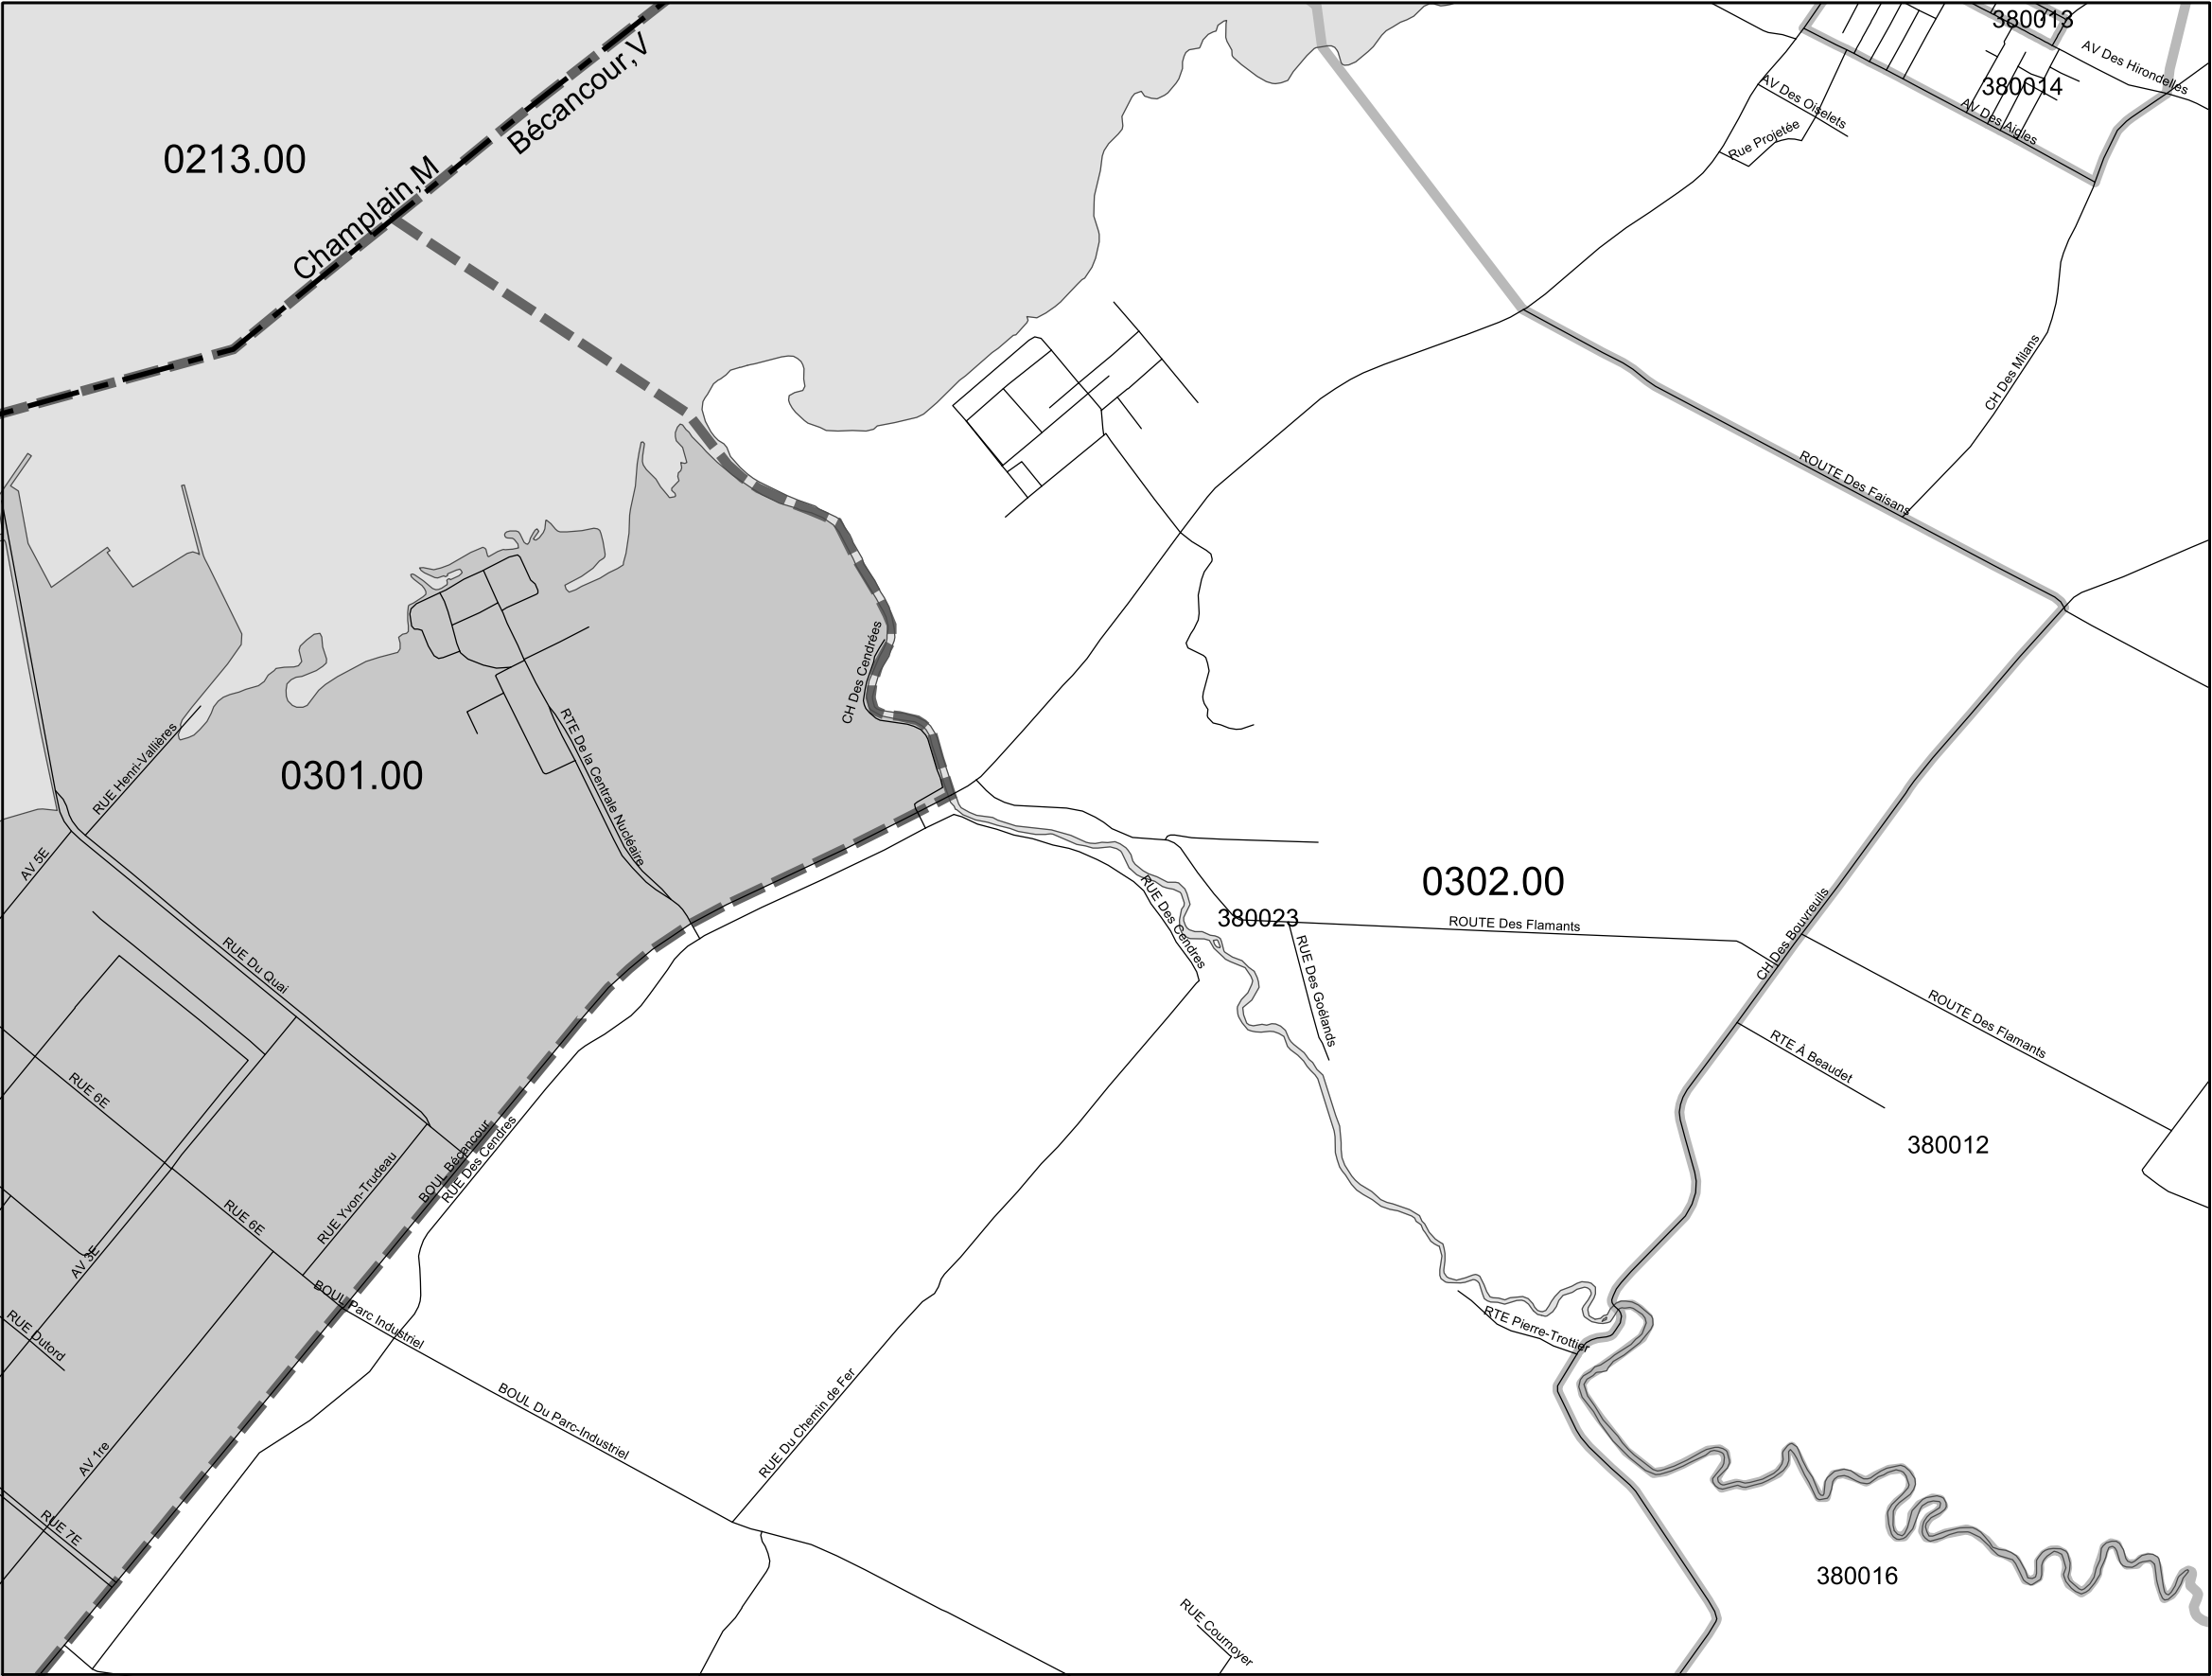 380013
AV Des Hirondelles
Bécancour,V
380014
AV Des Oiselets
AV Des Aigles
Rue Projetée
0213.00
Champlain,M
CH Des Milans
ROUTE Des Faisans
CH Des Cendrées
RUE Henri-Vallières
RTE De la Centrale Nucléaire
0301.00
AV 5E
0302.00
RUE Des Cendres
380023
ROUTE Des Flamants
CH Des Bouvreuils
RUE Du Quai
RUE Des Goélands
ROUTE Des Flamants
RTE À Beaudet
RUE 6E
380012
BOUL Bécancour
RUE Des Cendres
RUE Yvon-Trudeau
RUE 6E
AV 3E
BOUL Parc Industriel
RUE Dutord
RTE Pierre-Trottier
BOUL Du Parc-Industriel
RUE Du Chemin de Fer
AV 1re
RUE 7E
380016
RUE Cournoyer